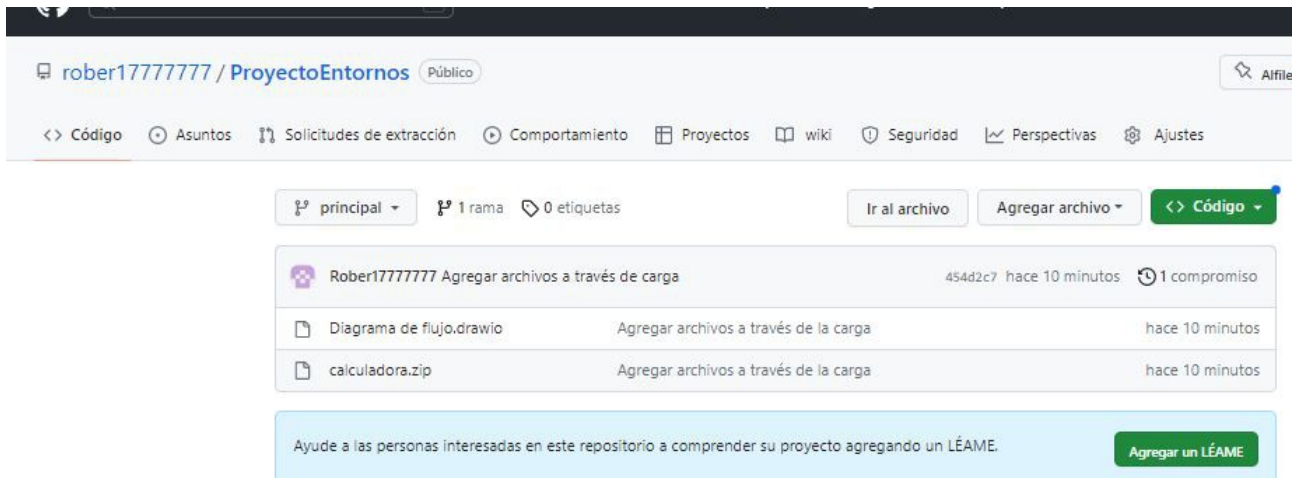 rober17777777 / ProyectoEntornos Público
Alfile
Código Asuntos Solicitudes de extracción Comportamiento Proyectos wiki Seguridad Perspectivas Ajustes
principal 1 rama 0 etiquetas Ir al archivo Agregar archivo Código
Rober17777777 Agregar archivos a través de carga 454d2c7 hace 10 minutos 1 compromiso
Diagrama de flujo.drawio Agregar archivos a través de la carga hace 10 minutos
calculadora.zip Agregar archivos a través de la carga hace 10 minutos
Ayude a las personas interesadas en este repositorio a comprender su proyecto agregando un LÉAME. Agregar un LÉAME